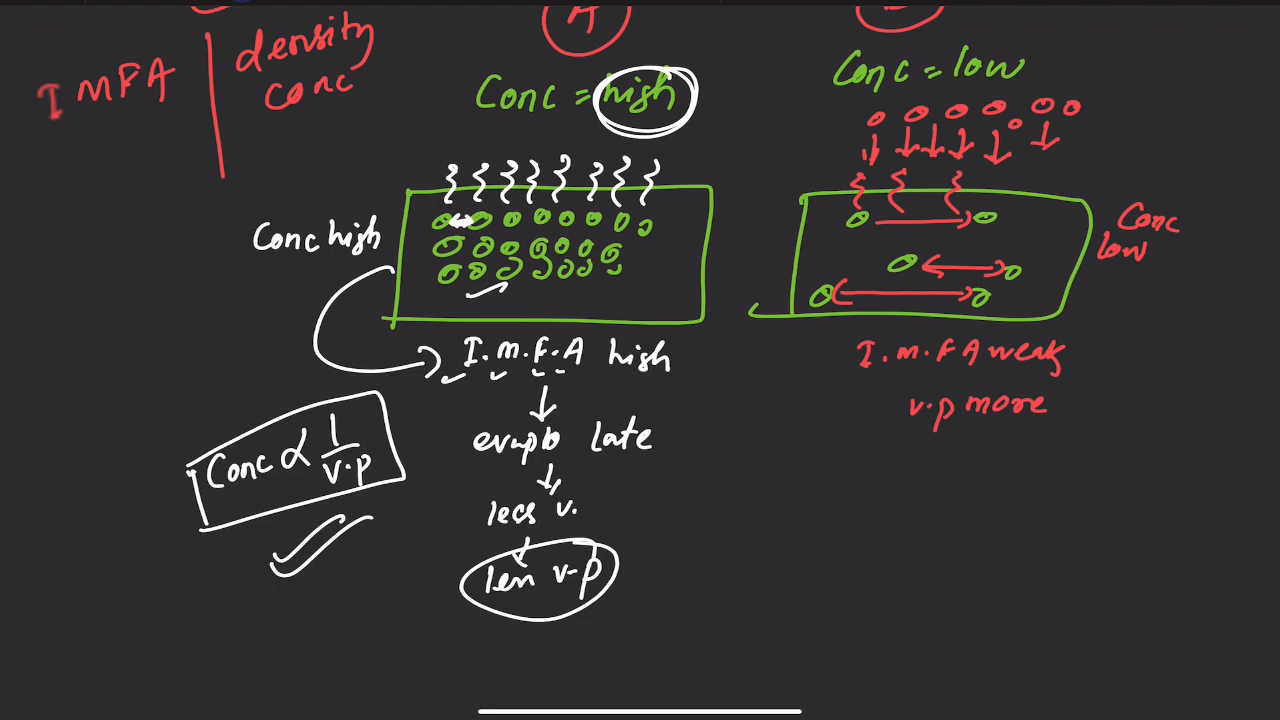 IMFA
density
conc
A
Conc = high
Conc = low
Conc high
Conc
low
I.M.F.A high
I.M.FA weak
v.p more
evapo late
Conc ∝ 1/v.p
less v.
less v-p